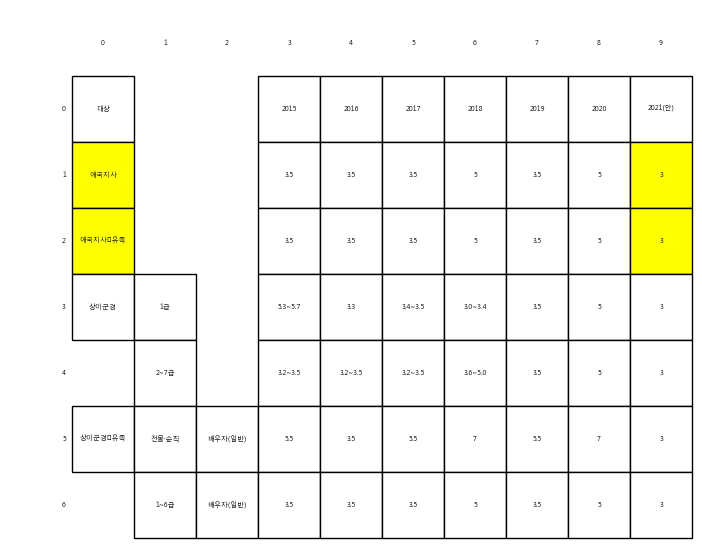 0 1 2 3 4 5 6 7 8 9
0 대상 2015 2016 2017 2018 2019 2020 2021(안)
1 애국지사 3.5 3.5 3.5 5 3.5 5 3
2 애국지사▯유족 3.5 3.5 3.5 5 3.5 5 3
3 상이군경 1급 5.3~5.7 3.3 3.4~3.5 3.0~3.4 3.5 5 3
4 2~7급 3.2~3.5 3.2~3.5 3.2~3.5 3.6~5.0 3.5 5 3
5 상이군경▯유족 전몰·순직 배우자(일반) 5.5 3.5 5.5 7 5.5 7 3
6 1~6급 배우자(일반) 3.5 3.5 3.5 5 3.5 5 3